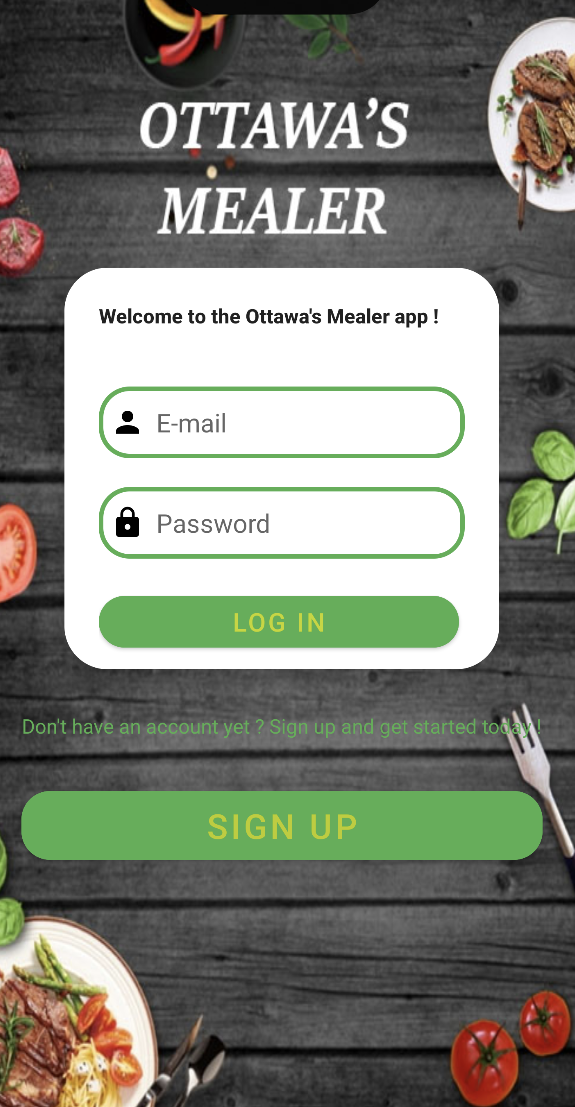 OTTAWA’S
MEALER
Welcome to the Ottawa's Mealer app !
E-mail
Password
LOG IN
Don't have an account yet ? Sign up and get started today !
SIGN UP